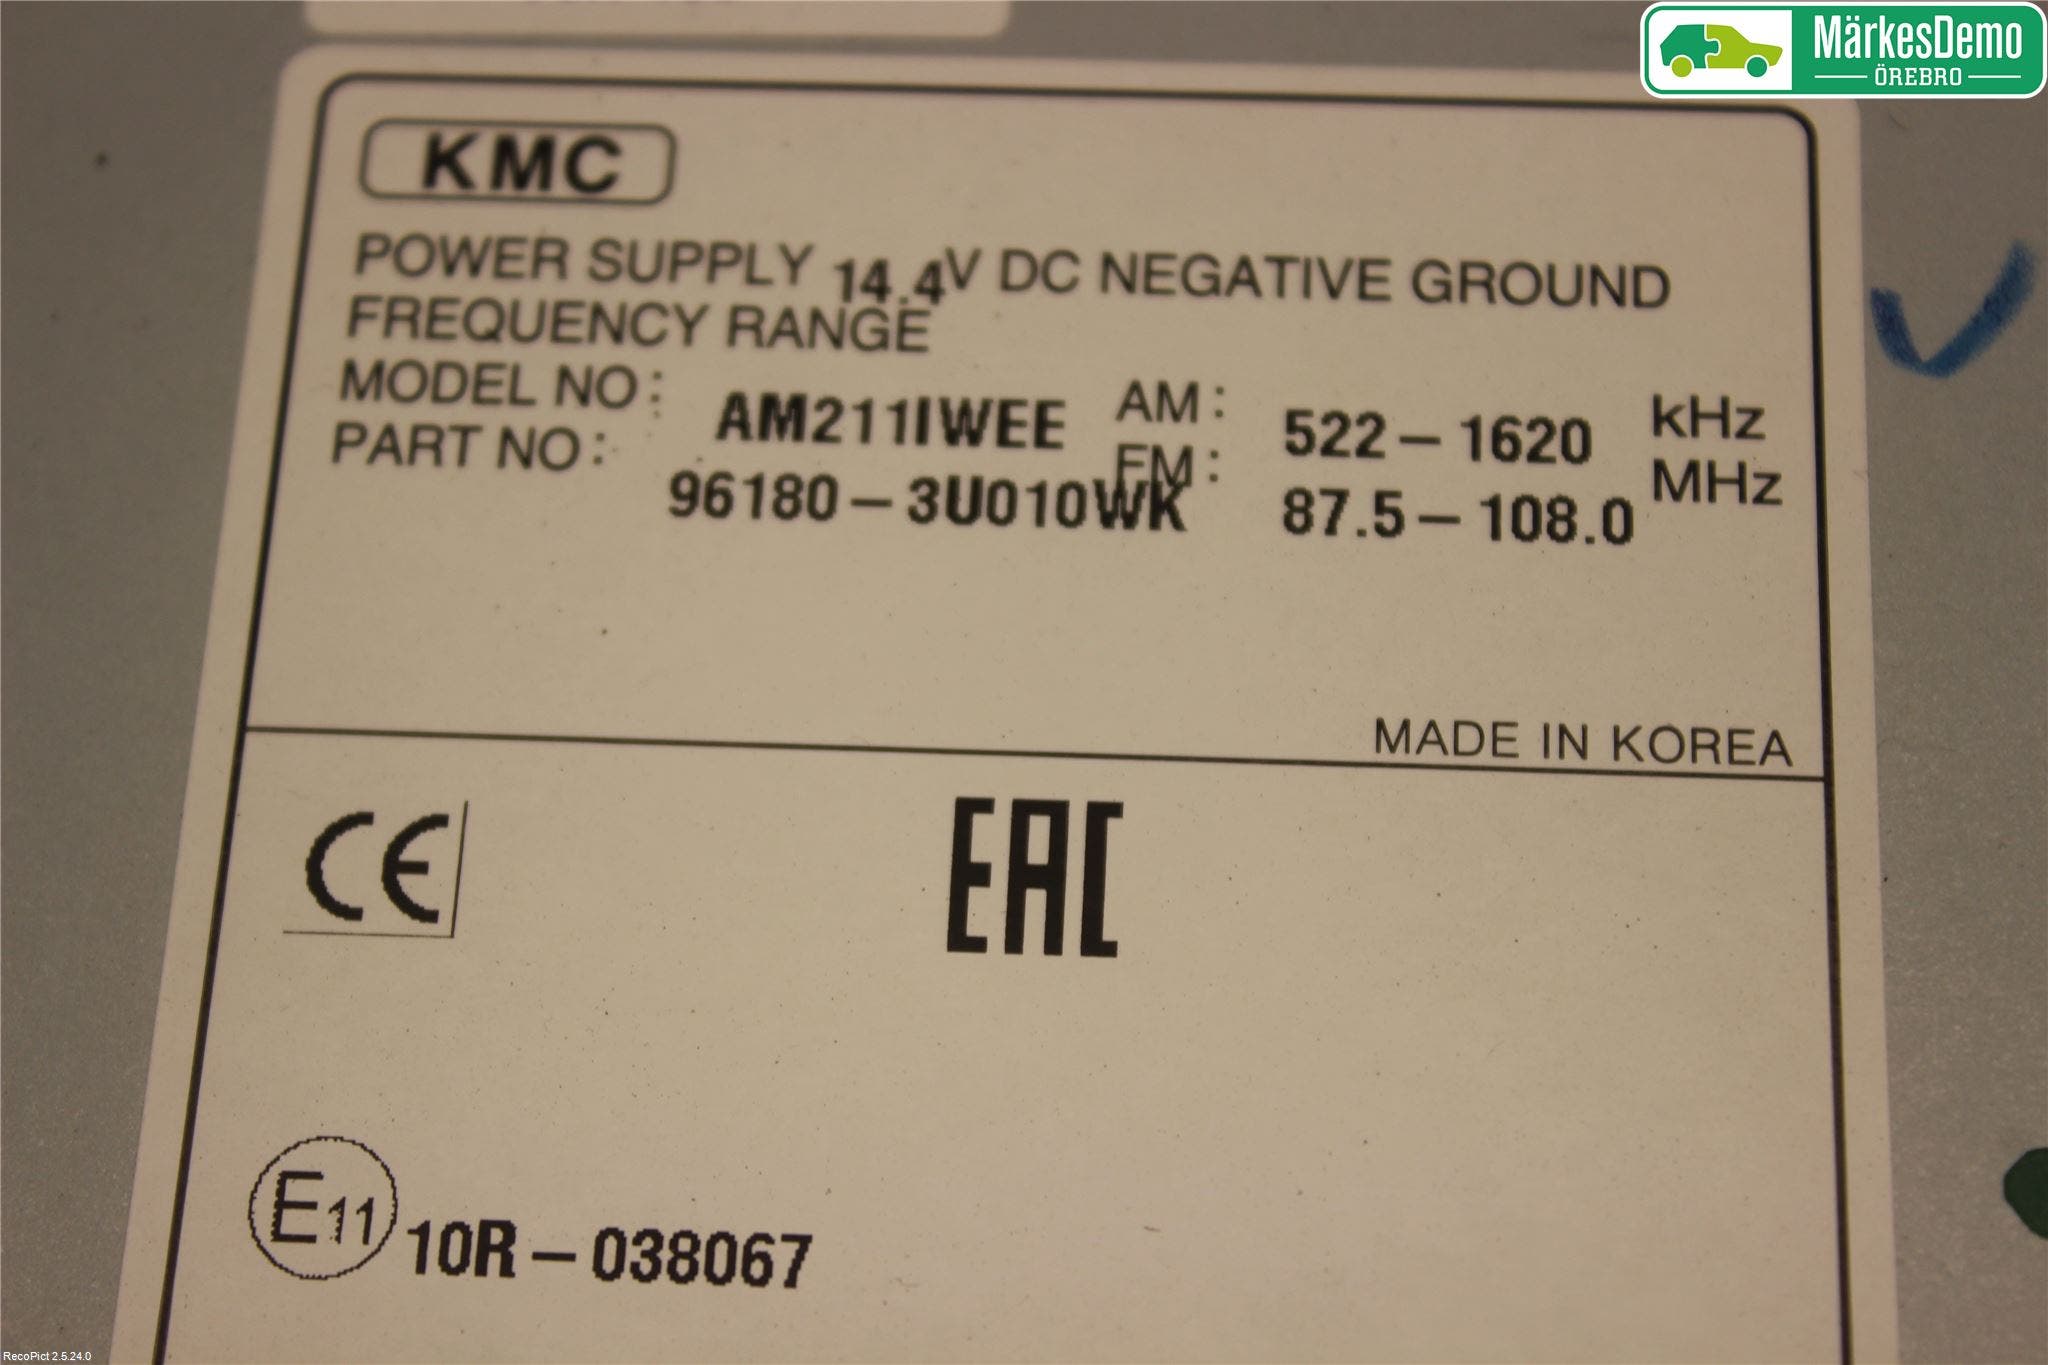 MärkesDemo
ÖREBRO
KMC
POWER SUPPLY 14.4V DC NEGATIVE GROUND
FREQUENCY RANGE
MODEL NO: AM211IWEE AM: 522-1620 kHz
PART NO: 96180-3U010WK FM: 87.5-108.0 MHz
MADE IN KOREA
CE
EAC
E11 10R-038067
RecoPict 2.5.24.0